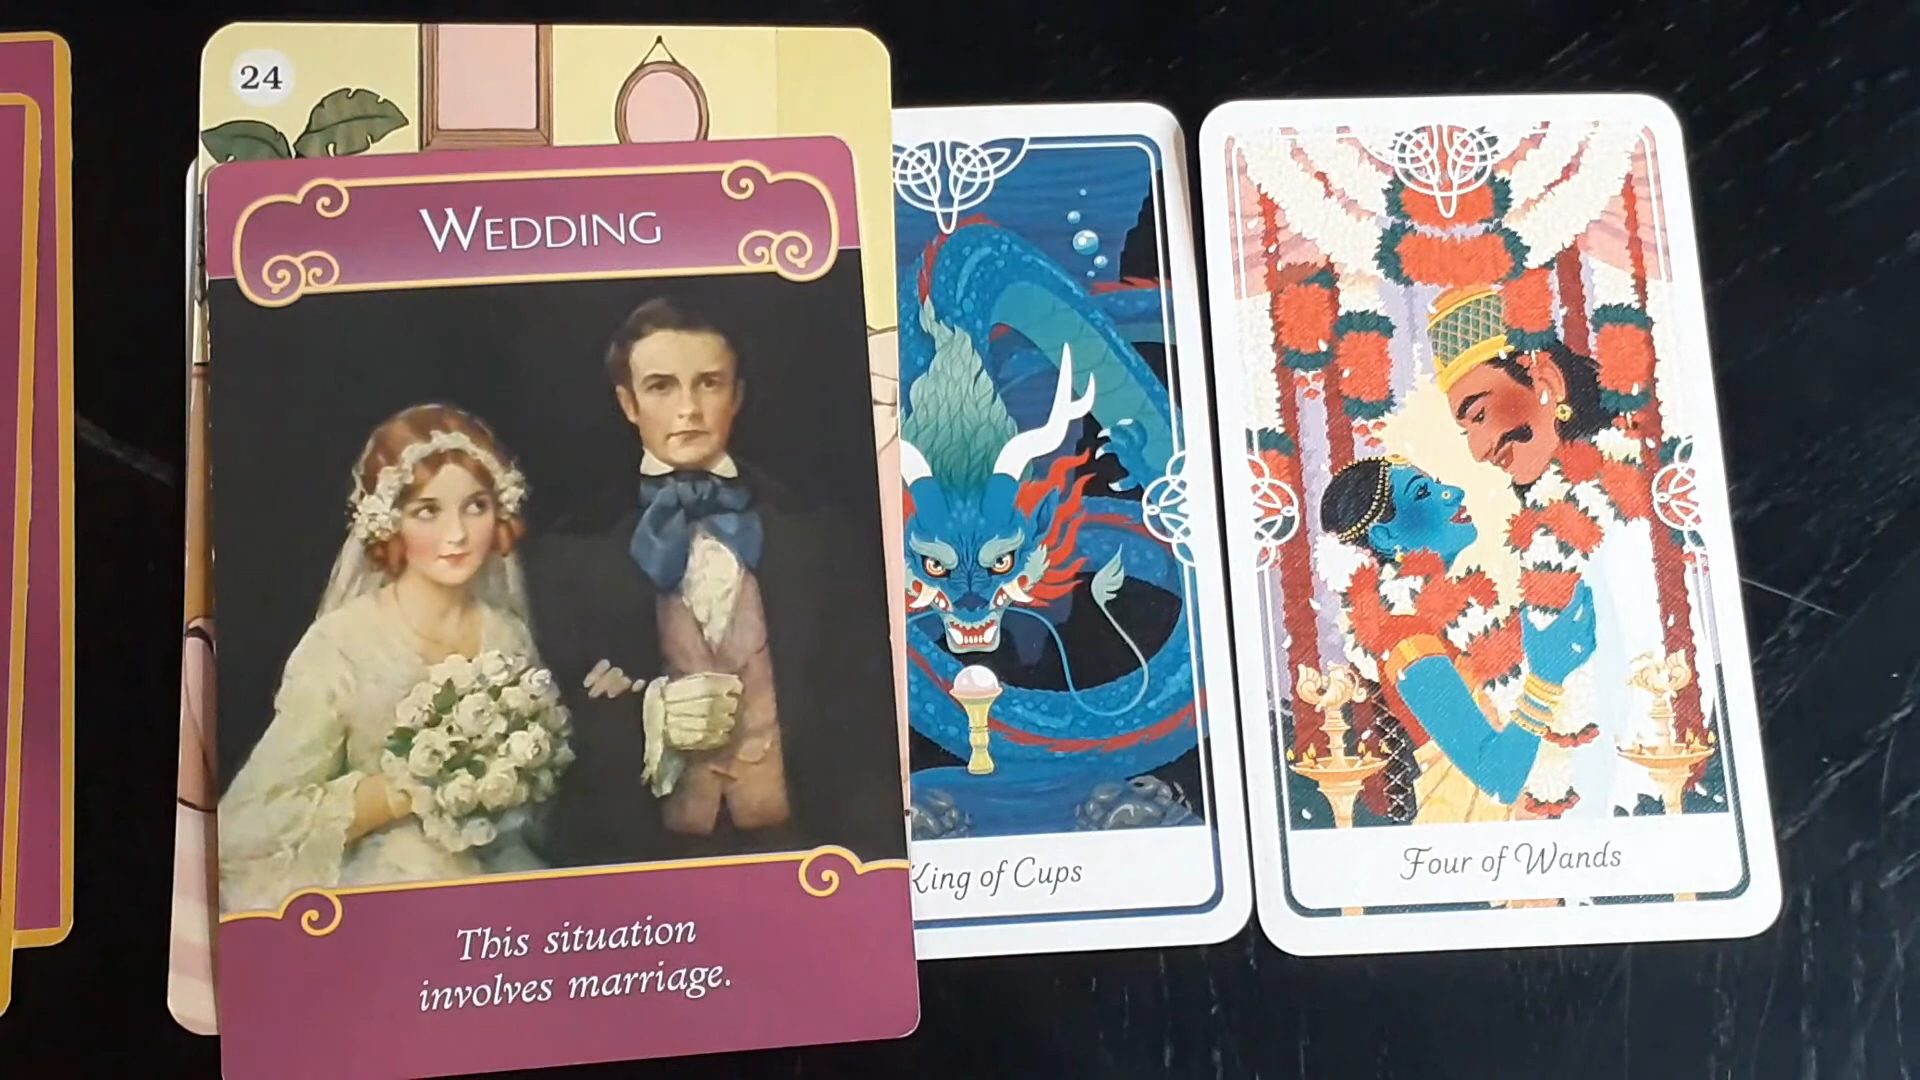 24
WEDDING
This situation
involves marriage.
King of Cups
Four of Wands